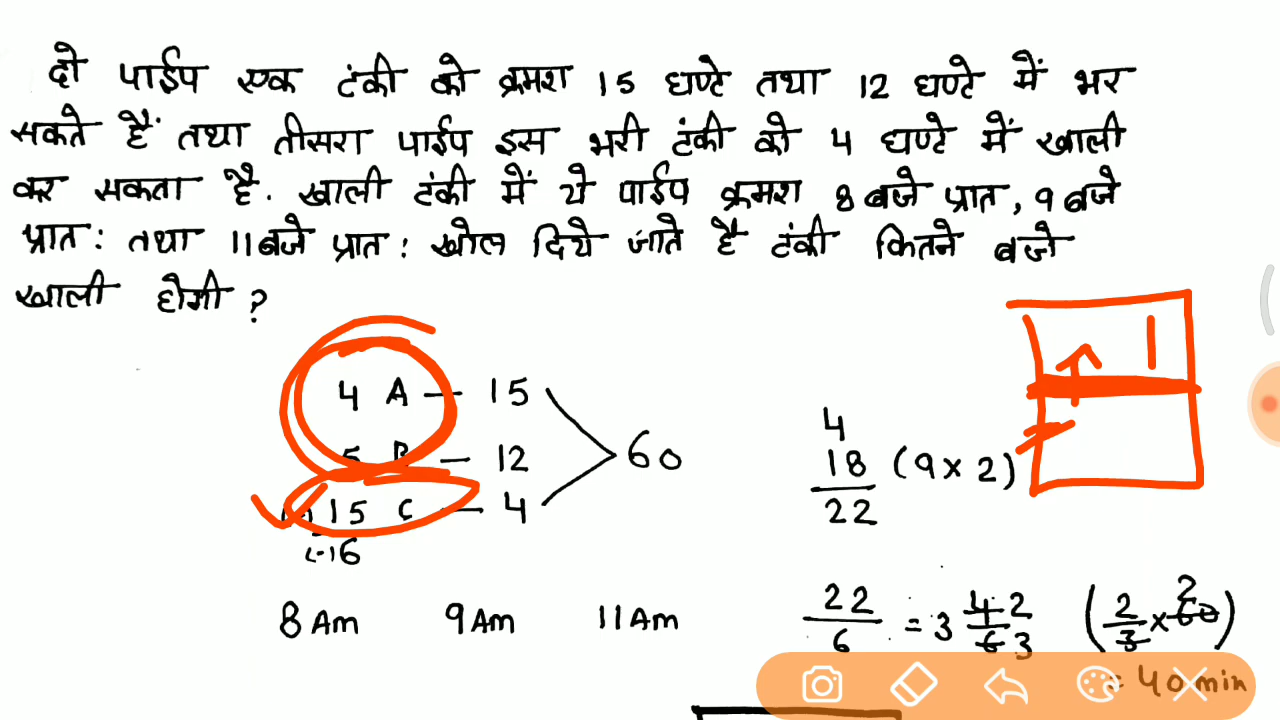 दो पाईप एक टंकी को क्रमश 15 घण्टे तथा 12 घण्टे में भर
सकते हैं तथा तीसरा पाईप इस भरी टंकी को 4 घण्टे में खाली
कर सकता है. खाली टंकी में ये पाईप क्रमश 8 बजे प्रात, 9 बजे
प्रात: तथा 11 बजे प्रात: खोल दिये जाते है टंकी कितने बजे
खाली होगी ?
4 A — 15
5 B — 12
60
15 C — 4
(-)6
8 Am 9 Am 11 Am
4
18 (9 x 2)
22
1
22/6 = 3 4/6 2/3 (2/3 x 60) 2
= 40 min